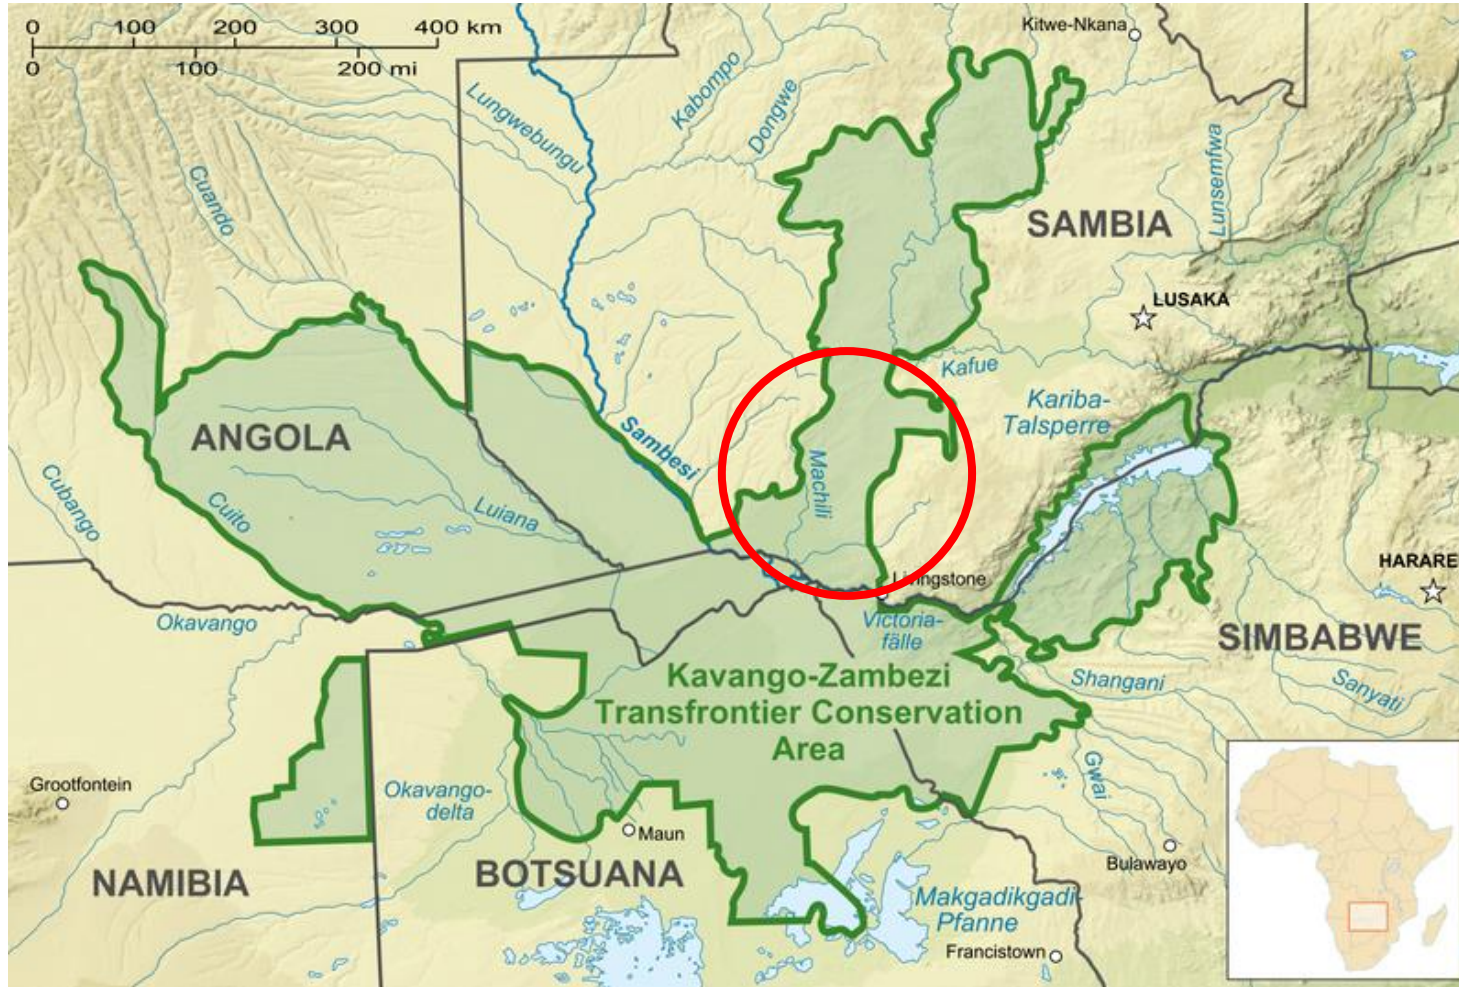 0 100 200 300 400 km
0 100 200 mi
Kitwe-Nkana
Lungwebungu
Kabompo
Dongwe
Lunsemfwa
Cuando
SAMBIA
LUSAKA
Kafue
Kariba-
Talsperre
ANGOLA
Sambesi
Machili
Cubango
Cuito
Luiana
HARARE
Livingstone
Okavango
Victoria-
fälle
SIMBABWE
Kavango-Zambezi
Transfrontier Conservation
Area
Shangani
Sanyati
Gwai
Grootfontein
Okavango-
delta
Maun
Bulawayo
NAMIBIA
BOTSUANA
Makgadikgadi-
Pfanne
Francistown